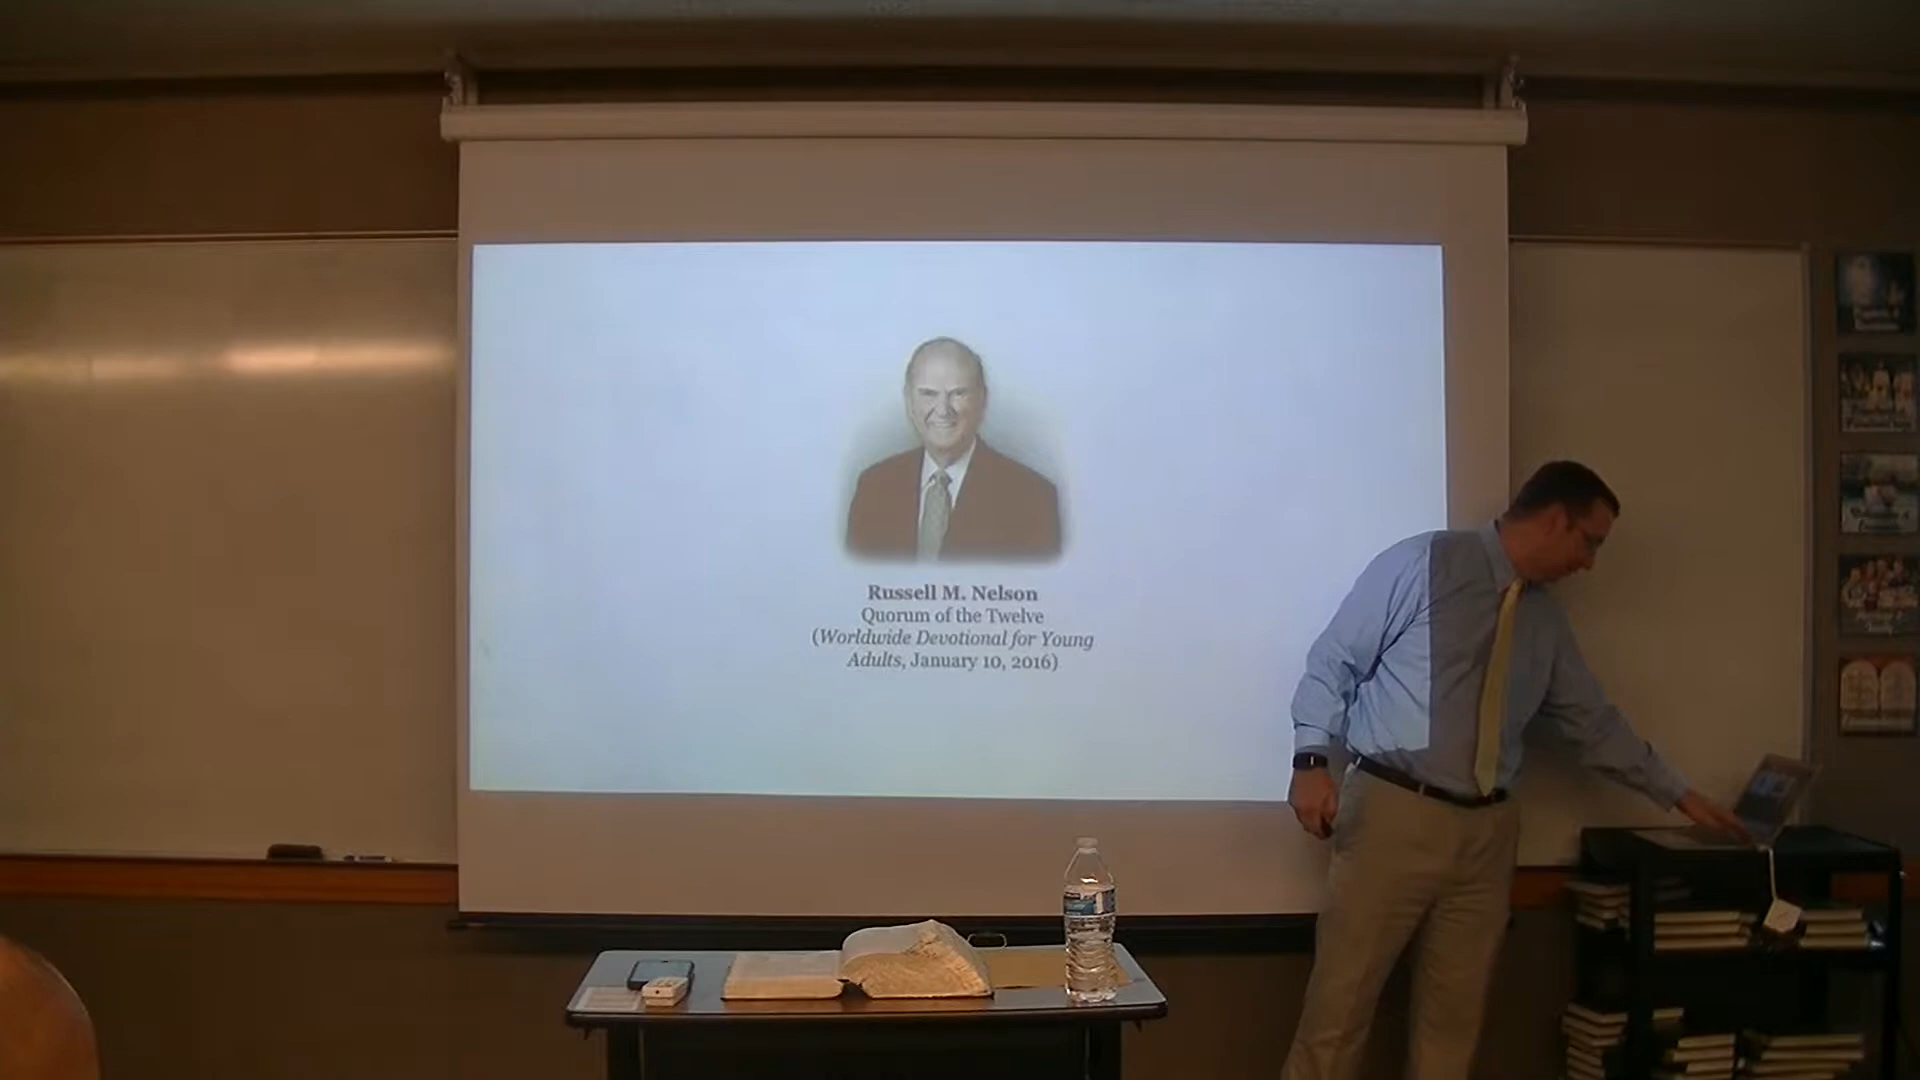 Russell M. Nelson
Quorum of the Twelve
(Worldwide Devotional for Young
Adults, January 10, 2016)